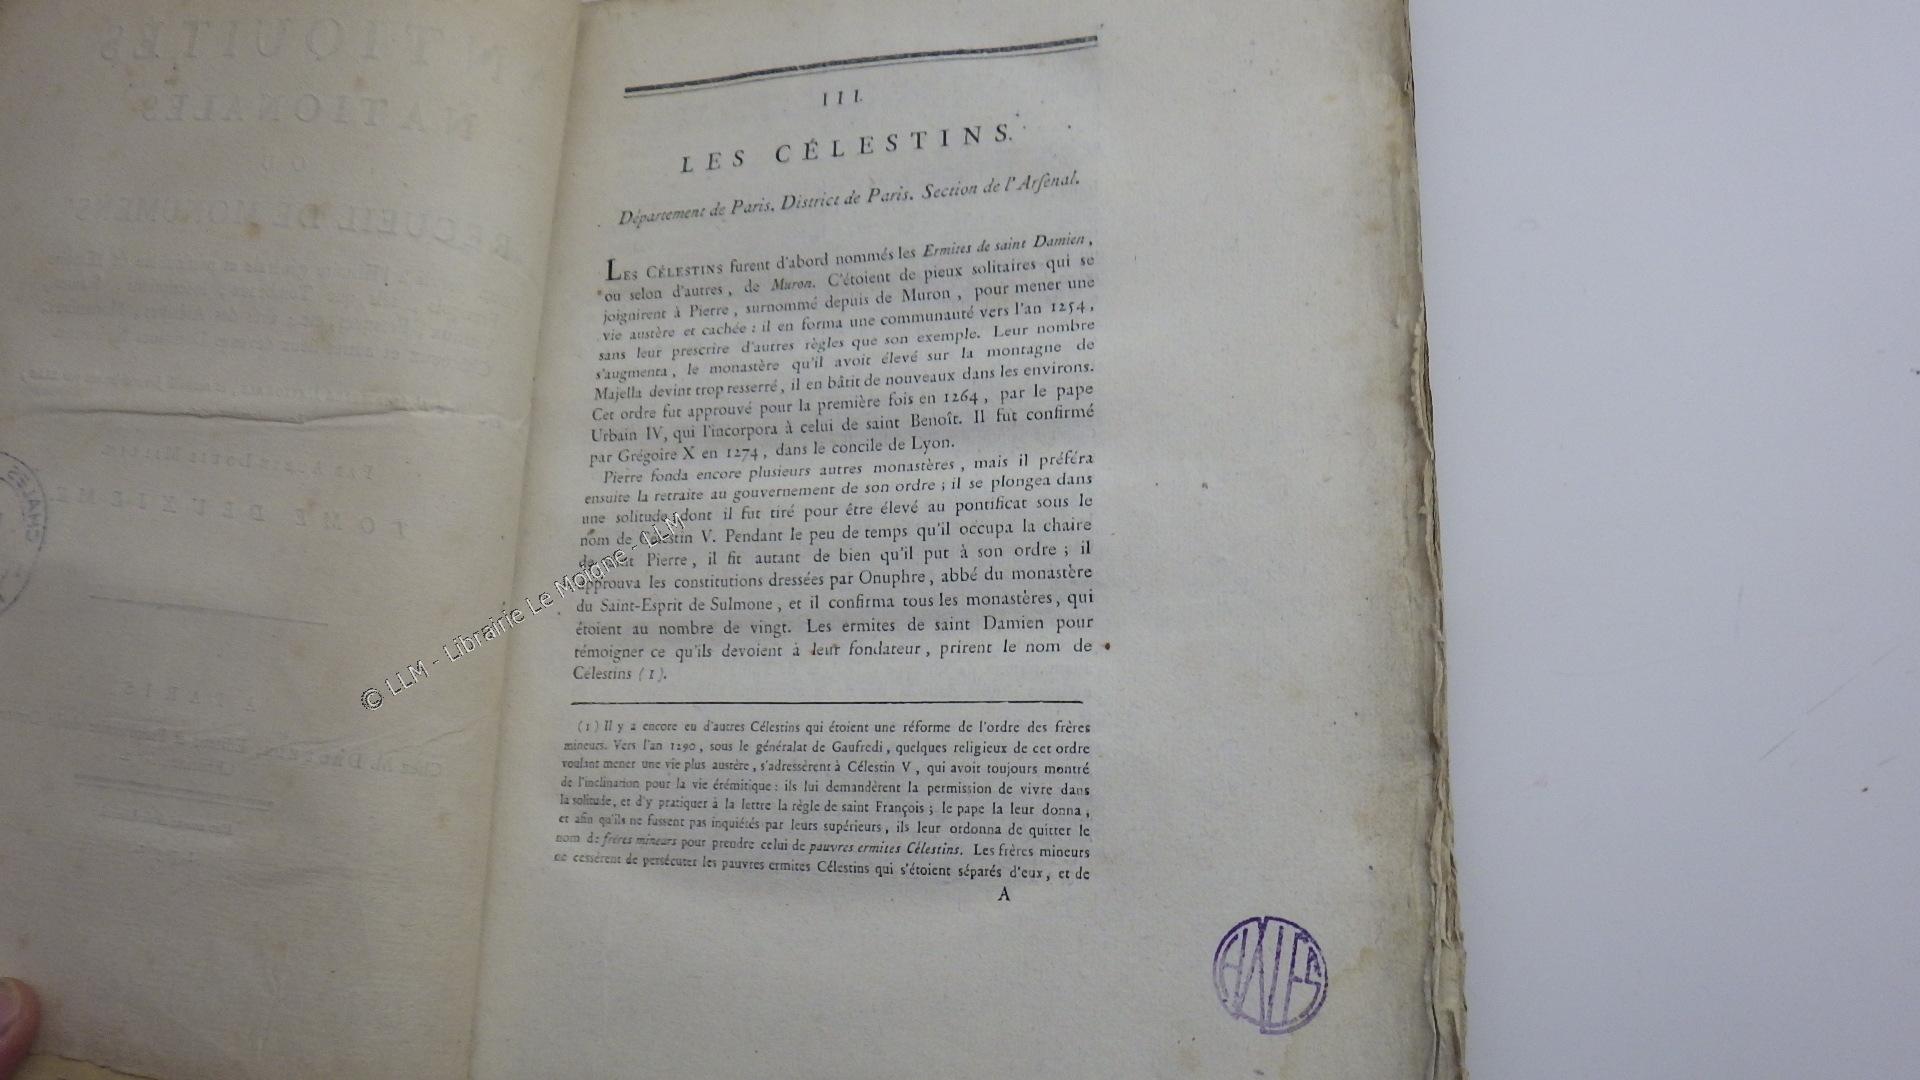 III.
LES CÉLESTINS.
Département de Paris. District de Paris. Section de l'Arsenal.
LES CÉLESTINS furent d'abord nommés les Ermites de saint Damien,
ou selon d'autres, de Muron. C'étoient de pieux solitaires qui se
joignirent à Pierre, surnommé depuis de Muron, pour mener une
vie austère et cachée : il en forma une communauté vers l'an 1254,
sans leur prescrire d'autres règles que son exemple. Leur nombre
s'augmenta, le monastère qu'il avoit élevé sur la montagne de
Majella devint trop resserré, il en bâtit de nouveaux dans les environs.
Cet ordre fut approuvé pour la première fois en 1264, par le pape
Urbain IV, qui l'incorpora à celui de saint Benoît. Il fut confirmé
par Grégoire X en 1274, dans le concile de Lyon.
Pierre fonda encore plusieurs autres monastères, mais il préféra
ensuite la retraite au gouvernement de son ordre ; il se plongea dans
une solitude dont il fut tiré pour être élevé au pontificat sous le
nom de Célestin V. Pendant le peu de temps qu'il occupa la chaire
de Pierre, il fit autant de bien qu'il put à son ordre ; il
approuva les constitutions dressées par Onuphre, abbé du monastère
du Saint-Esprit de Sulmone, et il confirma tous les monastères, qui
étoient au nombre de vingt. Les ermites de saint Damien pour
témoigner ce qu'ils devoient à leur fondateur, prirent le nom de
Célestins (1).
(1) Il y a encore eu d'autres Célestins qui étoient une réforme de l'ordre des frères
mineurs. Vers l'an 1290, sous le généralat de Gaufredi, quelques religieux de cet ordre
voulant mener une vie plus austère, s'adressèrent à Célestin V, qui avoit toujours montré
de l'inclination pour la vie érémitique : ils lui demandèrent la permission de vivre dans
la solitude, et d'y pratiquer à la lettre la règle de saint François ; le pape la leur donna,
et afin qu'ils ne fussent pas inquiétés par leurs supérieurs, ils leur ordonna de quitter le
nom de frères mineurs pour prendre celui de pauvres ermites Célestins. Les frères mineurs
ne cessèrent de persécuter les pauvres ermites Célestins qui s'étoient séparés d'eux, et de
A
© LLM - Librairie Le Moigne - LLM